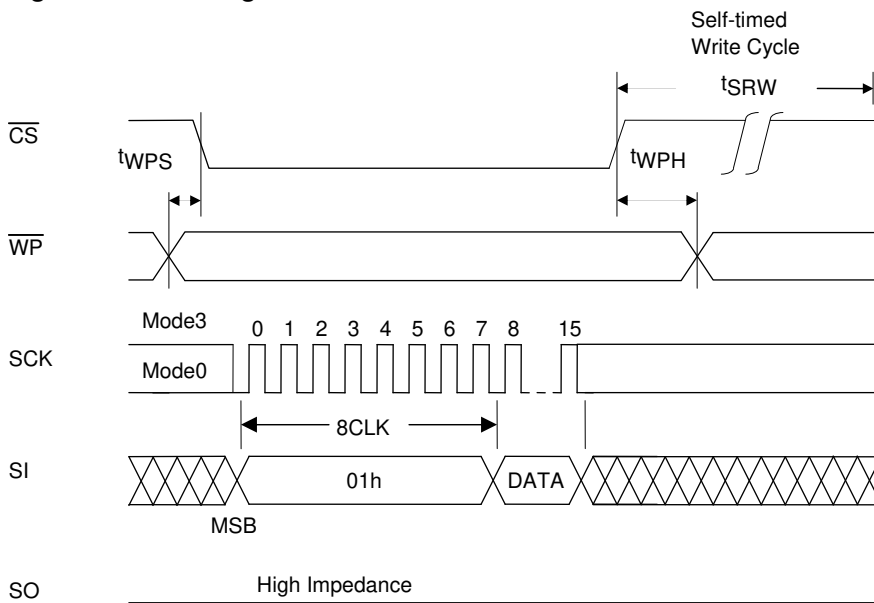 Self-timed
Write Cycle
tSRW
CS
tWPS
tWPH
WP
Mode3
0 1 2 3 4 5 6 7 8 15
SCK
Mode0
8CLK
SI
01h
DATA
MSB
High Impedance
SO